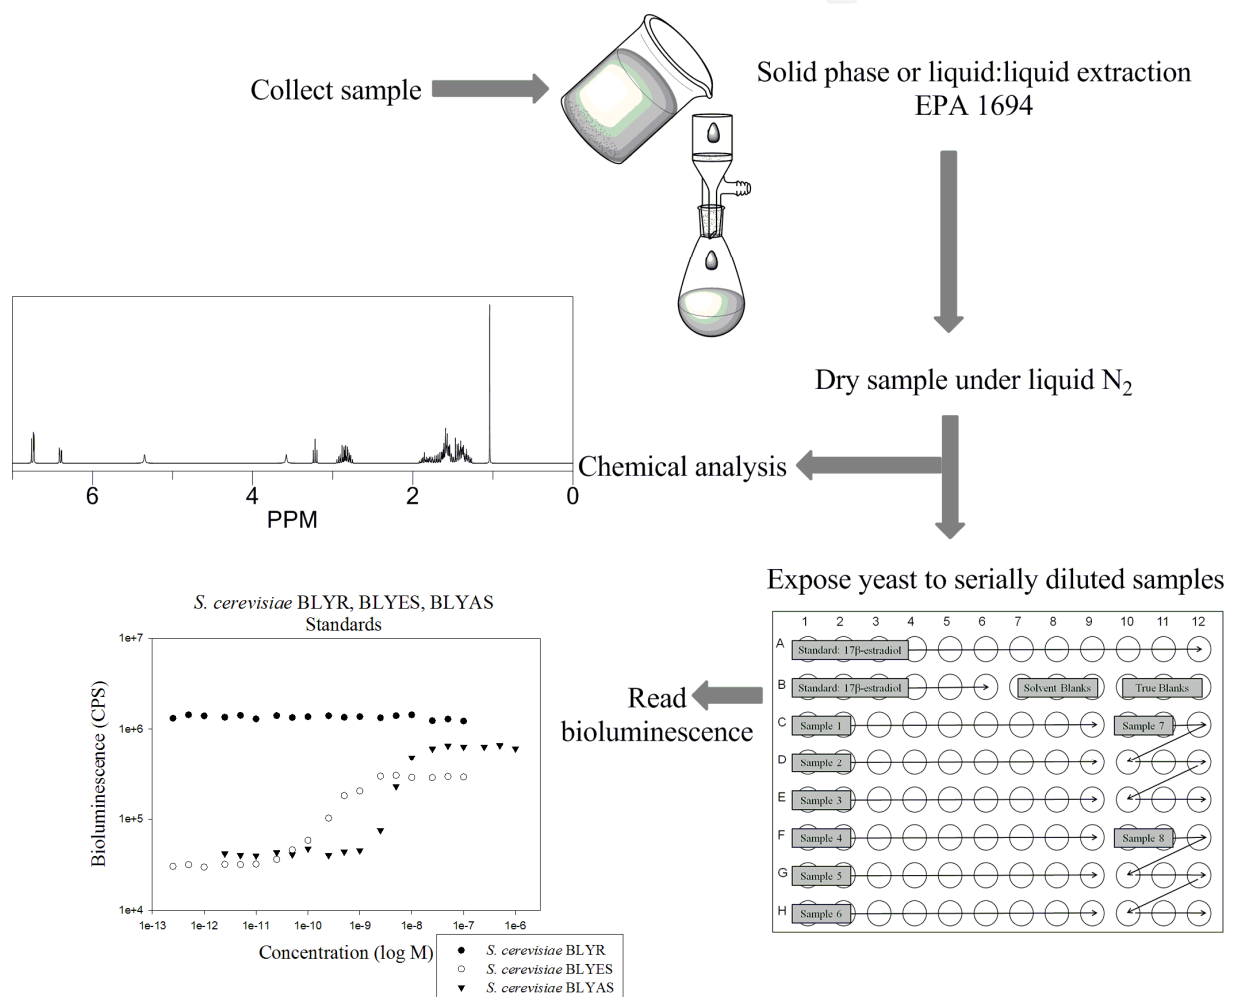 Collect sample
Solid phase or liquid:liquid extraction
EPA 1694
Dry sample under liquid N₂
Chemical analysis
6 4 2 0
PPM
Expose yeast to serially diluted samples
1 2 3 4 5 6 7 8 9 10 11 12
A Standard: 17β-estradiol
B Standard: 17β-estradiol Solvent Blanks True Blanks
C Sample 1 Sample 7
D Sample 2
E Sample 3
F Sample 4 Sample 8
G Sample 5
H Sample 6
Read
bioluminescence
S. cerevisiae BLYR, BLYES, BLYAS
Standards
Bioluminescence (CPS)
1e+7
1e+6
1e+5
1e+4
1e-13 1e-12 1e-11 1e-10 1e-9 1e-8 1e-7 1e-6
Concentration (log M)
S. cerevisiae BLYR
S. cerevisiae BLYES
S. cerevisiae BLYAS